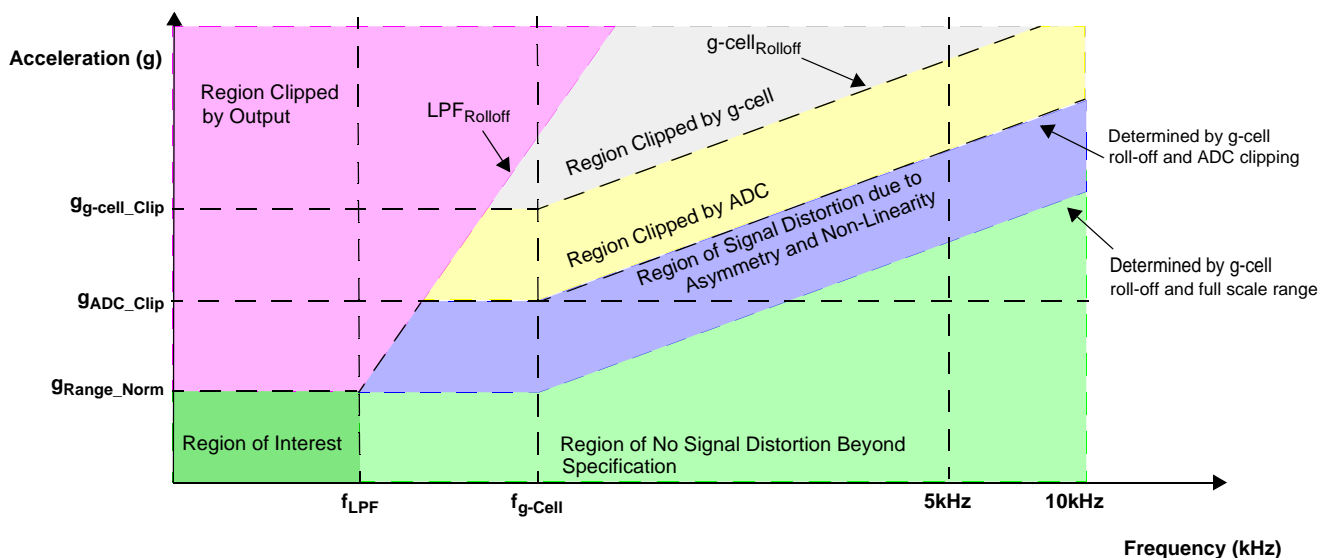 Acceleration (g)
Region Clipped
by Output
LPFRolloff
g-cellRolloff
Region Clipped by g-cell
Region Clipped by ADC
Region of Signal Distortion due to
Asymmetry and Non-Linearity
Determined by g-cell
roll-off and ADC clipping
Determined by g-cell
roll-off and full scale range
gg-cell_Clip
gADC_Clip
gRange_Norm
Region of Interest
Region of No Signal Distortion Beyond
Specification
fLPF
fg-Cell
5kHz
10kHz
Frequency (kHz)